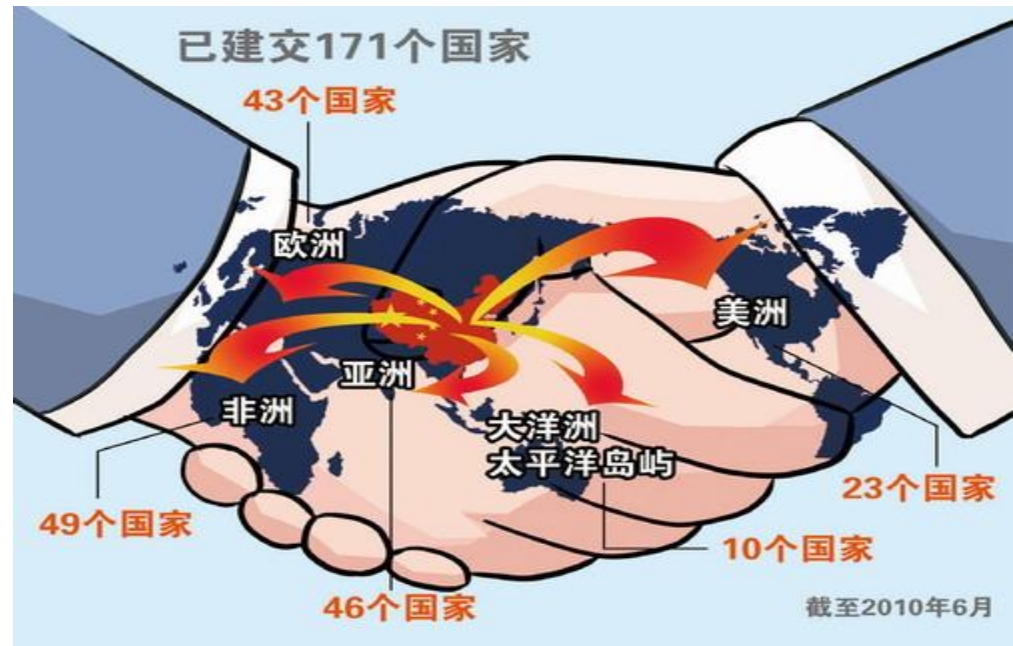 已建交171个国家
43个国家
欧洲
美洲
亚洲
非洲
大洋洲
太平洋岛屿
23个国家
49个国家
10个国家
46个国家
截至2010年6月